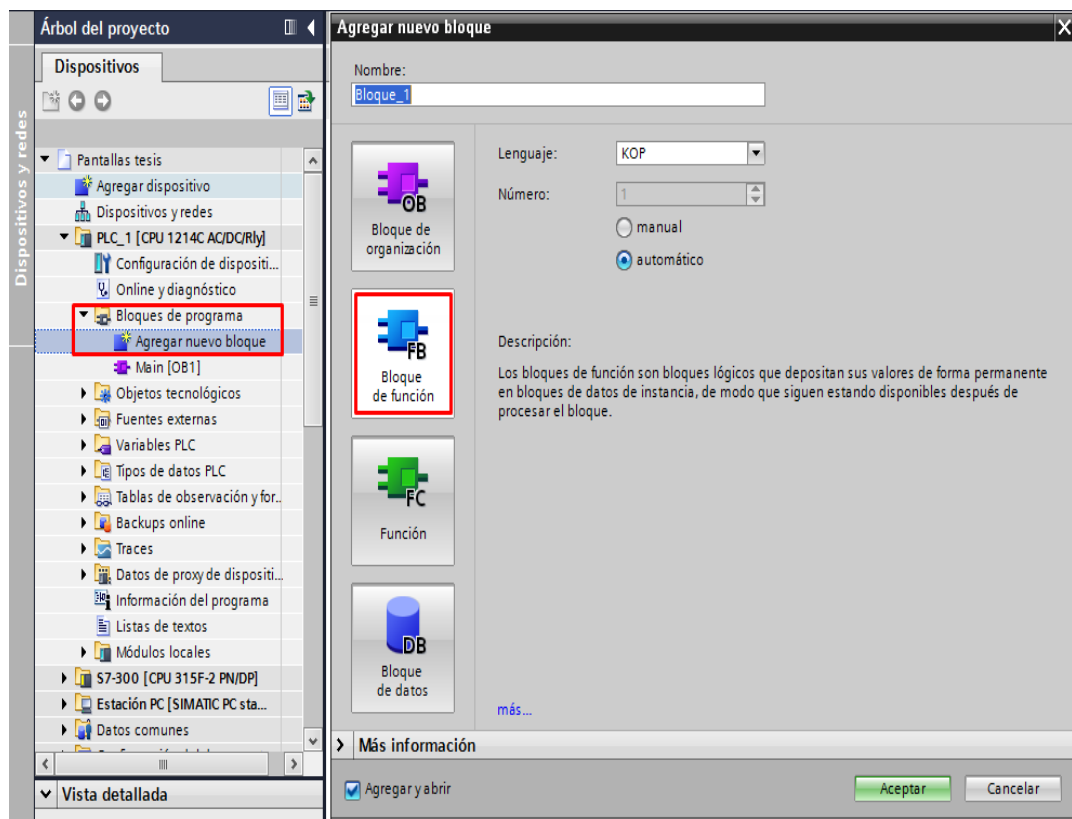 Árbol del proyecto
Dispositivos
Dispositivos y redes
Pantallas tesis
Agregar dispositivo
Dispositivos y redes
PLC_1 [CPU 1214C AC/DC/Rly]
Configuración de dispositi...
Online y diagnóstico
Bloques de programa
Agregar nuevo bloque
Main [OB1]
Objetos tecnológicos
Fuentes externas
Variables PLC
Tipos de datos PLC
Tablas de observación y for..
Backups online
Traces
Datos de proxy de dispositi...
Información del programa
Listas de textos
Módulos locales
S7-300 [CPU 315F-2 PN/DP]
Estación PC [SIMATIC PC sta...
Datos comunes
Vista detallada
Agregar nuevo bloque
X
Nombre:
Bloque_1
OB
Bloque de
organización
FB
Bloque
de función
FC
Función
DB
Bloque
de datos
Lenguaje:
KOP
Número:
1
manual
automático
Descripción:
Los bloques de función son bloques lógicos que depositan sus valores de forma permanente
en bloques de datos de instancia, de modo que siguen estando disponibles después de
procesar el bloque.
más...
Más información
Agregar y abrir
Aceptar
Cancelar